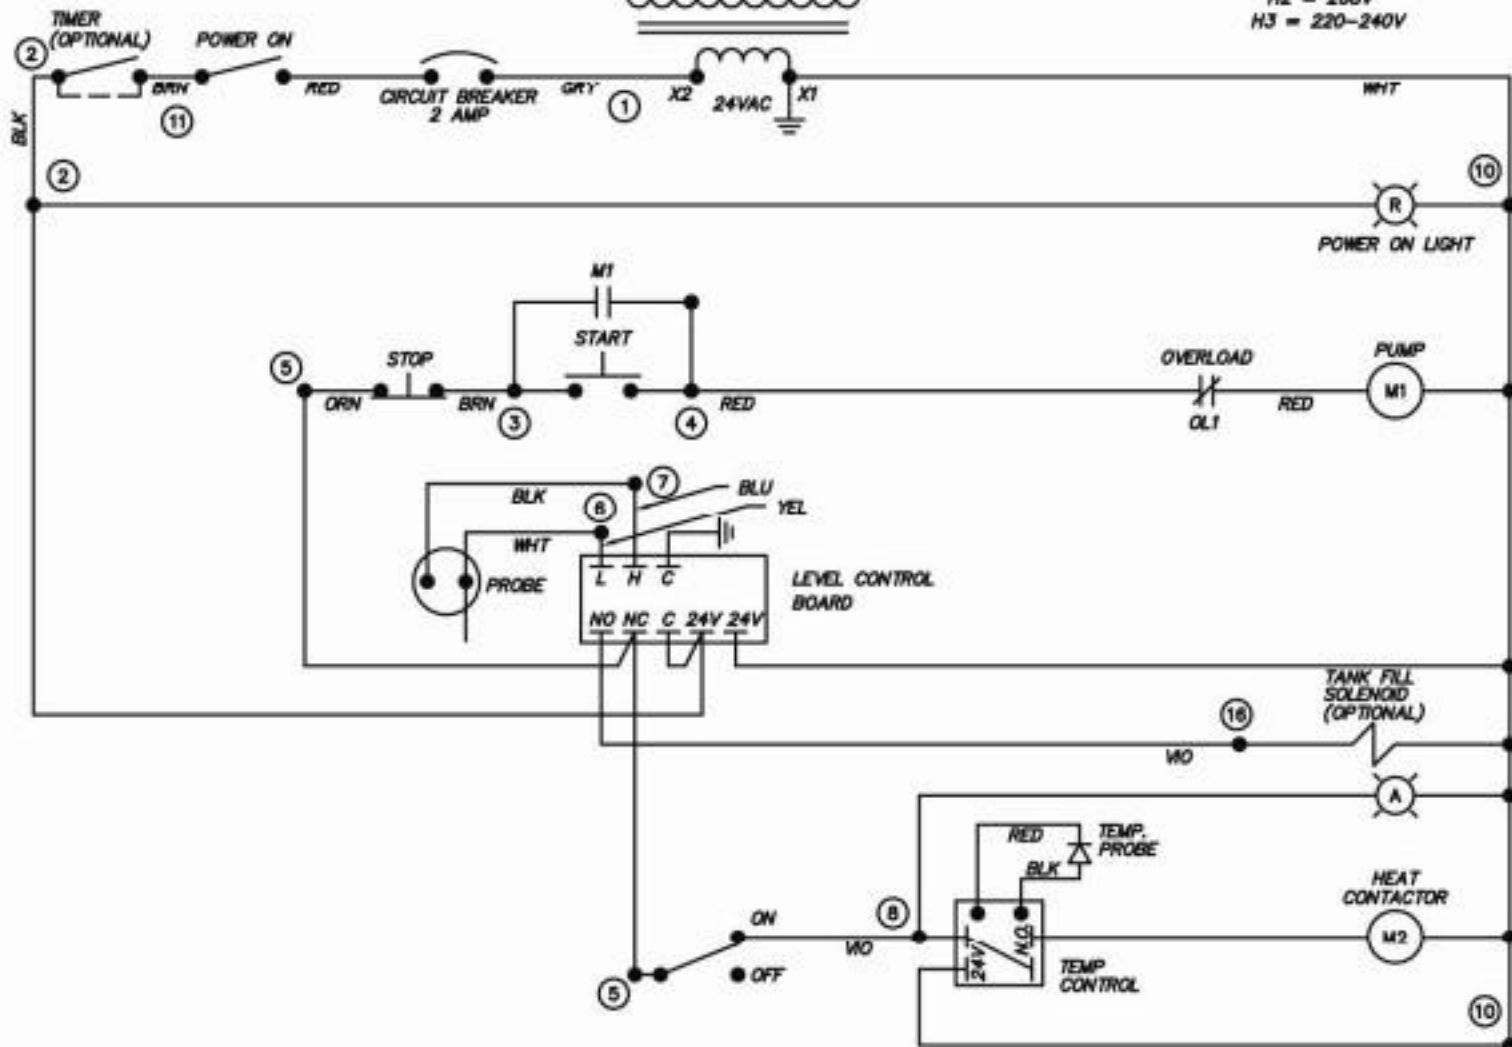 H2 = 208V
H3 = 220-240V
TIMER
(OPTIONAL)
POWER ON
2
BRN
RED
CIRCUIT BREAKER
2 AMP
GRY
X2
24VAC
X1
WHT
11
1
BLK
2
10
R
POWER ON LIGHT
M1
START
STOP
5
ORN
BRN
3
4
RED
OVERLOAD
OL1
RED
PUMP
M1
7
BLU
BLK
6
YEL
WHT
PROBE
L H C
LEVEL CONTROL
BOARD
NO NC C 24V 24V
TANK FILL
SOLENOID
(OPTIONAL)
16
VIO
A
RED
TEMP.
PROBE
BLK
HEAT
CONTACTOR
8
ON
VIO
24V
N.O.
M2
OFF
5
TEMP
CONTROL
10